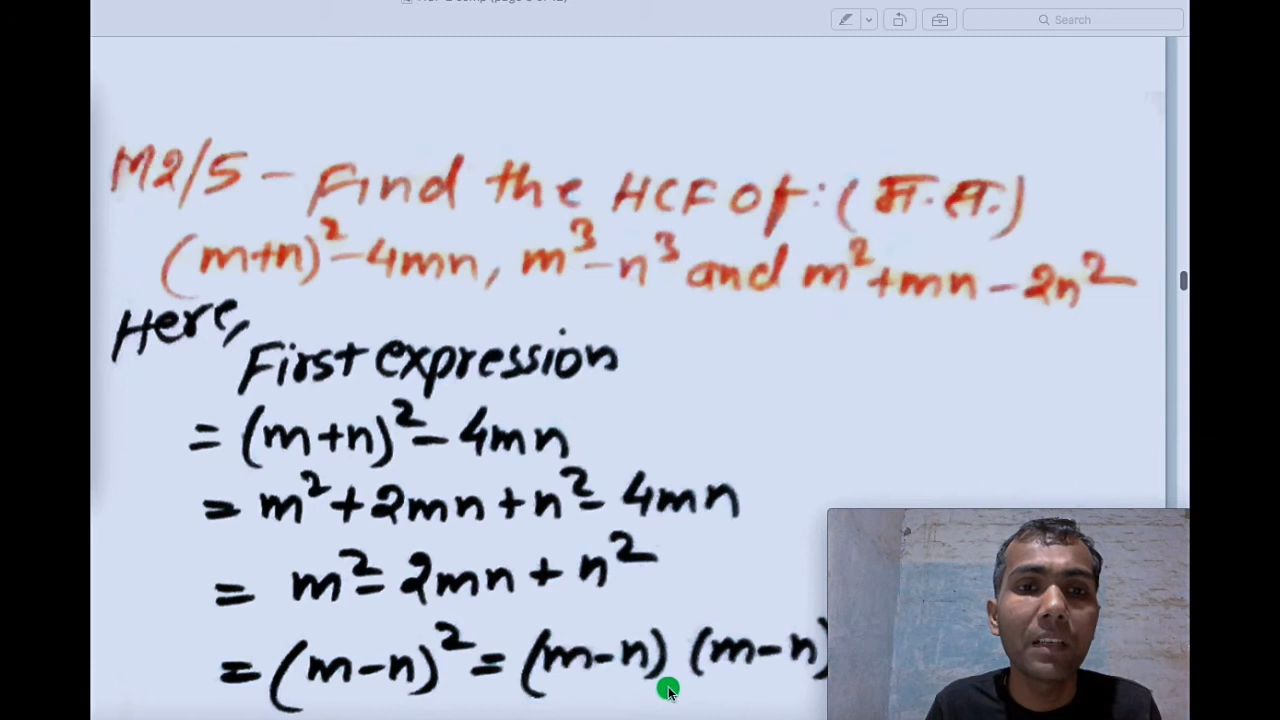 Search
M2/5 - Find the HCF Of: (म.स.)
(m+n)² - 4mn, m³ - n³ and m² + mn - 2n²
Here,
First expression
= (m+n)² - 4mn
= m² + 2mn + n² - 4mn
= m² - 2mn + n²
= (m-n)² = (m-n) (m-n)